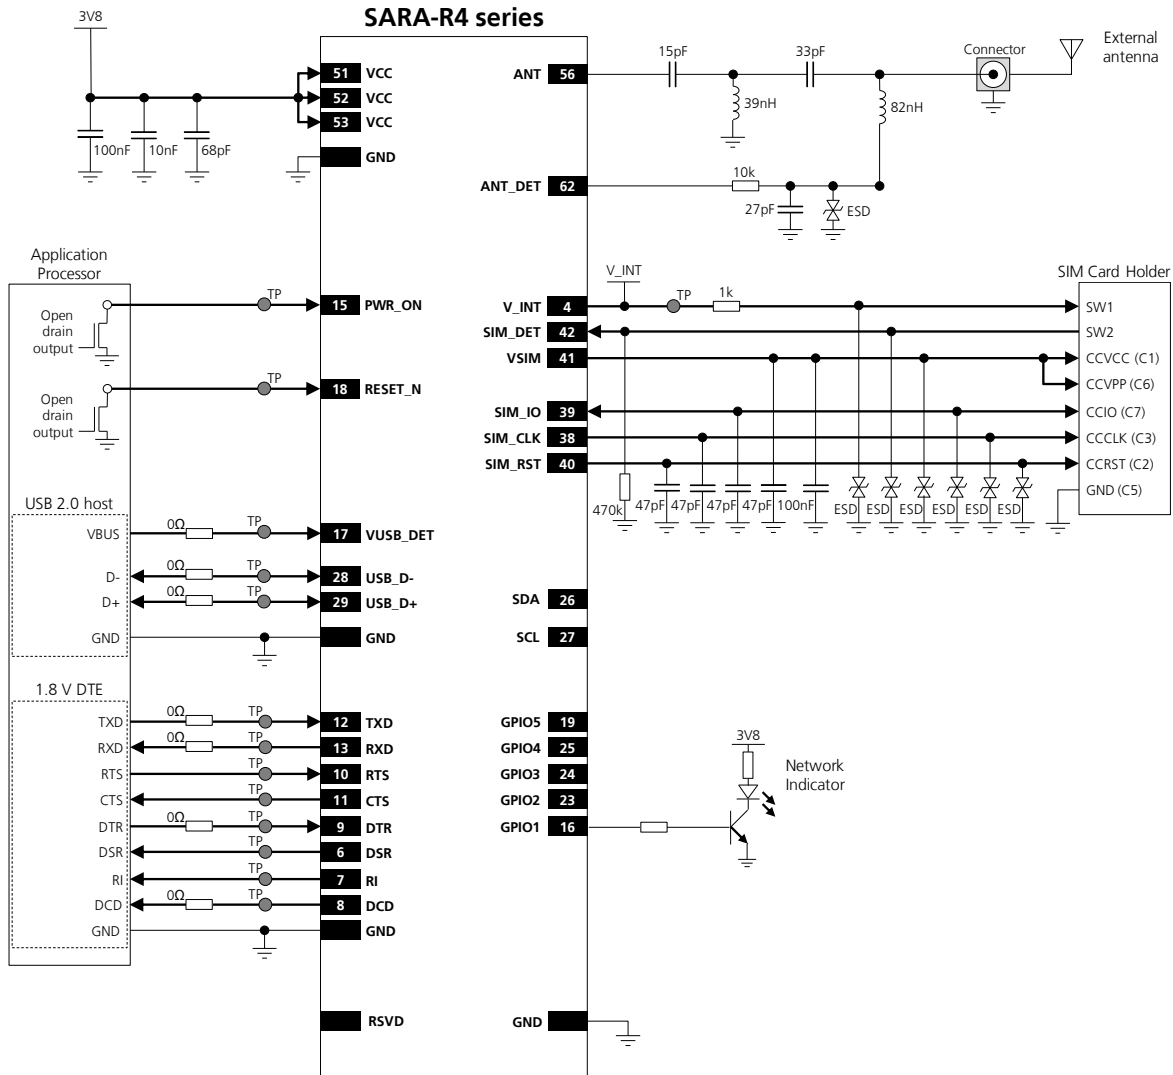 SARA-R4 series
3V8
51 VCC
52 VCC
53 VCC
GND
100nF 10nF 68pF
ANT 56
15pF
33pF
39nH
82nH
Connector
External
antenna
ANT_DET 62
10k
27pF
ESD
Application
Processor
Open
drain
output
TP
15 PWR_ON
Open
drain
output
TP
18 RESET_N
V_INT
V_INT 4
TP
1k
SIM_DET 42
VSIM 41
SIM_IO 39
SIM_CLK 38
SIM_RST 40
SIM Card Holder
SW1
SW2
CCVCC (C1)
CCVPP (C6)
CCIO (C7)
CCCLK (C3)
CCRST (C2)
GND (C5)
470k 47pF 47pF 47pF 47pF 100nF ESD ESD ESD ESD ESD ESD
USB 2.0 host
VBUS 0Ω TP 17 VUSB_DET
D- 0Ω TP 28 USB_D-
D+ 0Ω TP 29 USB_D+
GND GND
SDA 26
SCL 27
1.8 V DTE
TXD 0Ω TP 12 TXD
RXD 0Ω TP 13 RXD
RTS TP 10 RTS
CTS TP 11 CTS
DTR 0Ω TP 9 DTR
DSR TP 6 DSR
RI TP 7 RI
DCD 0Ω TP 8 DCD
GND GND
GPIO5 19
GPIO4 25
GPIO3 24
GPIO2 23
GPIO1 16
3V8
Network
Indicator
RSVD
GND